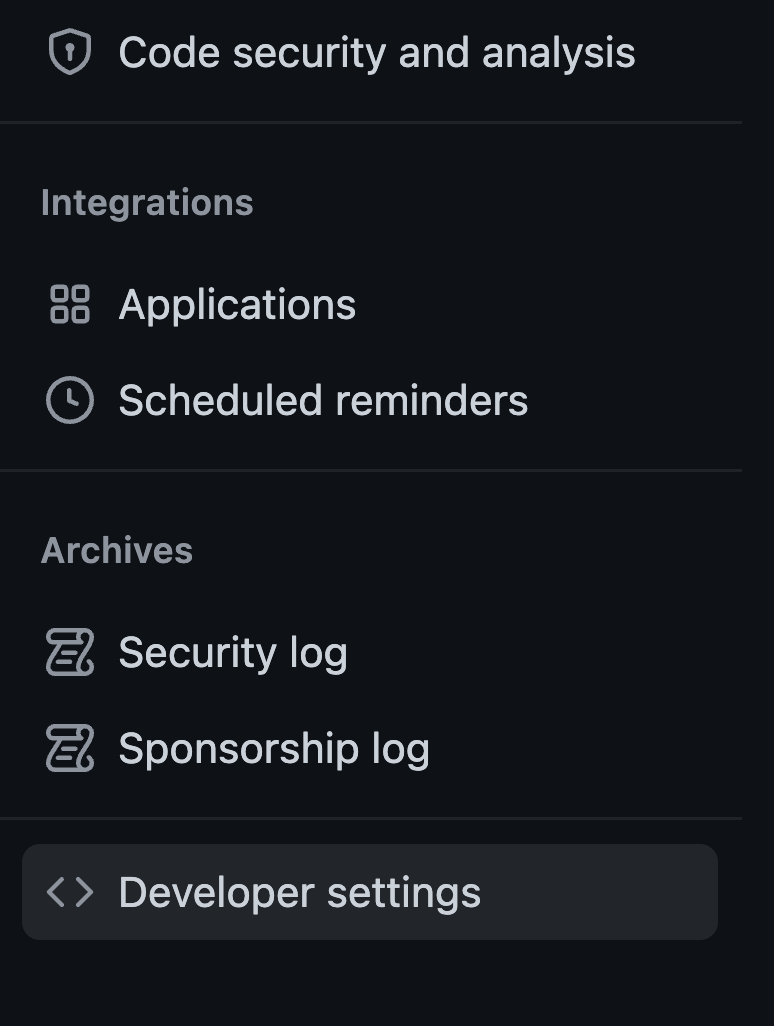 Code security and analysis
Integrations
Applications
Scheduled reminders
Archives
Security log
Sponsorship log
Developer settings